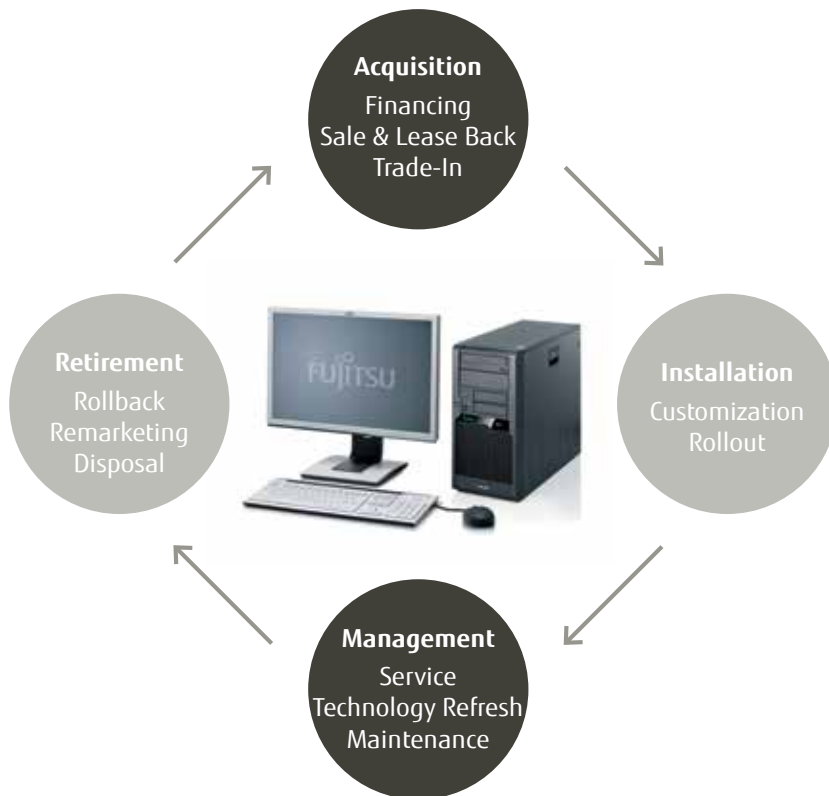 Acquisition
Financing
Sale & Lease Back
Trade-In
Retirement
Rollback
Remarketing
Disposal
FUJITSU
Installation
Customization
Rollout
Management
Service
Technology Refresh
Maintenance